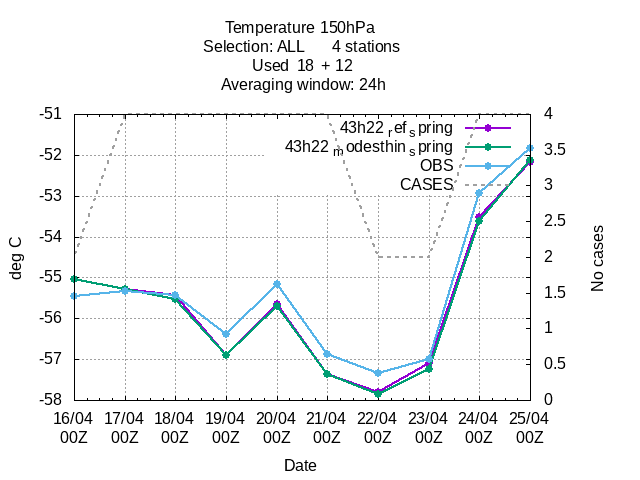 Temperature 150hPa
Selection: ALL 4 stations
Used 18 + 12
Averaging window: 24h
43h22 refspring
43h22 modesthinspring
OBS
CASES
deg C
-51
-52
-53
-54
-55
-56
-57
-58
4
3.5
3
2.5
2
1.5
1
0.5
0
No cases
16/04 17/04 18/04 19/04 20/04 21/04 22/04 23/04 24/04 25/04
00Z 00Z 00Z 00Z 00Z 00Z 00Z 00Z 00Z 00Z
Date